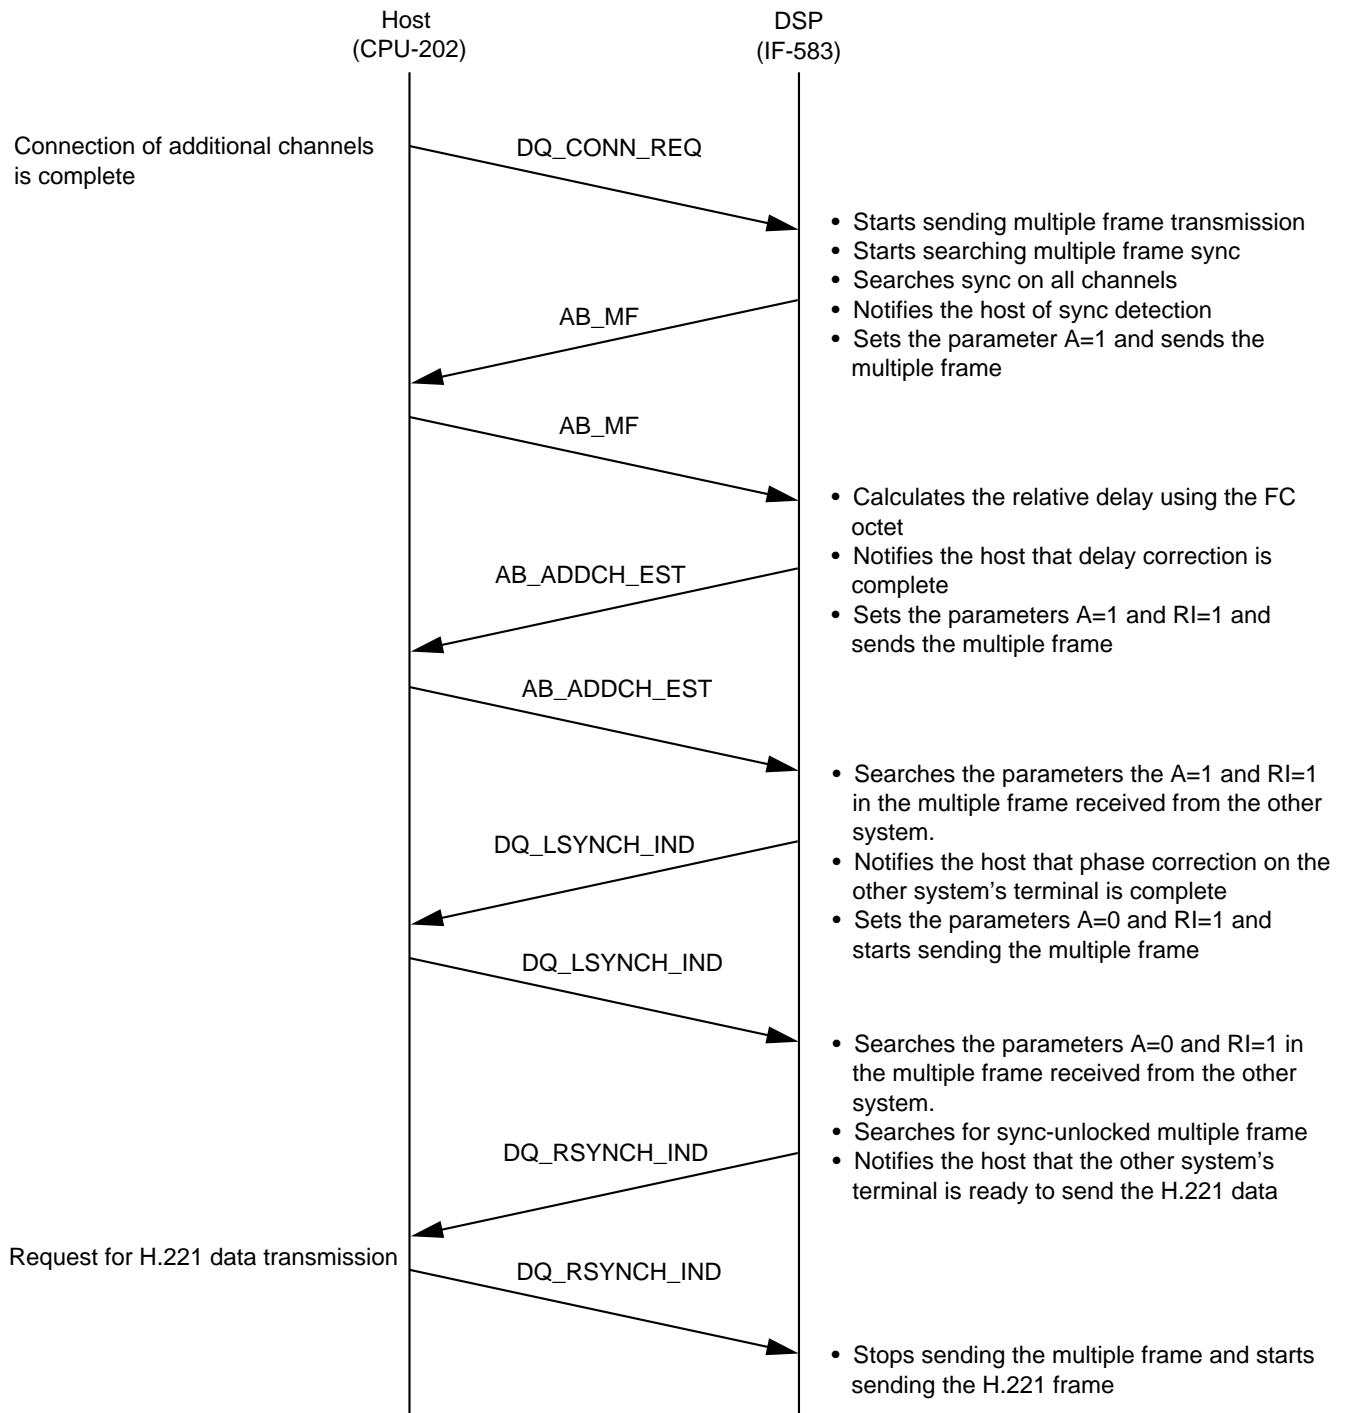 Host
(CPU-202)
DSP
(IF-583)
Connection of additional channels
is complete
DQ_CONN_REQ
• Starts sending multiple frame transmission
• Starts searching multiple frame sync
• Searches sync on all channels
• Notifies the host of sync detection
• Sets the parameter A=1 and sends the
multiple frame
AB_MF
AB_MF
• Calculates the relative delay using the FC
octet
• Notifies the host that delay correction is
complete
• Sets the parameters A=1 and RI=1 and
sends the multiple frame
AB_ADDCH_EST
AB_ADDCH_EST
• Searches the parameters the A=1 and RI=1
in the multiple frame received from the other
system.
• Notifies the host that phase correction on the
other system's terminal is complete
• Sets the parameters A=0 and RI=1 and
starts sending the multiple frame
DQ_LSYNCH_IND
DQ_LSYNCH_IND
• Searches the parameters A=0 and RI=1 in
the multiple frame received from the other
system.
• Searches for sync-unlocked multiple frame
• Notifies the host that the other system's
terminal is ready to send the H.221 data
DQ_RSYNCH_IND
Request for H.221 data transmission
DQ_RSYNCH_IND
• Stops sending the multiple frame and starts
sending the H.221 frame